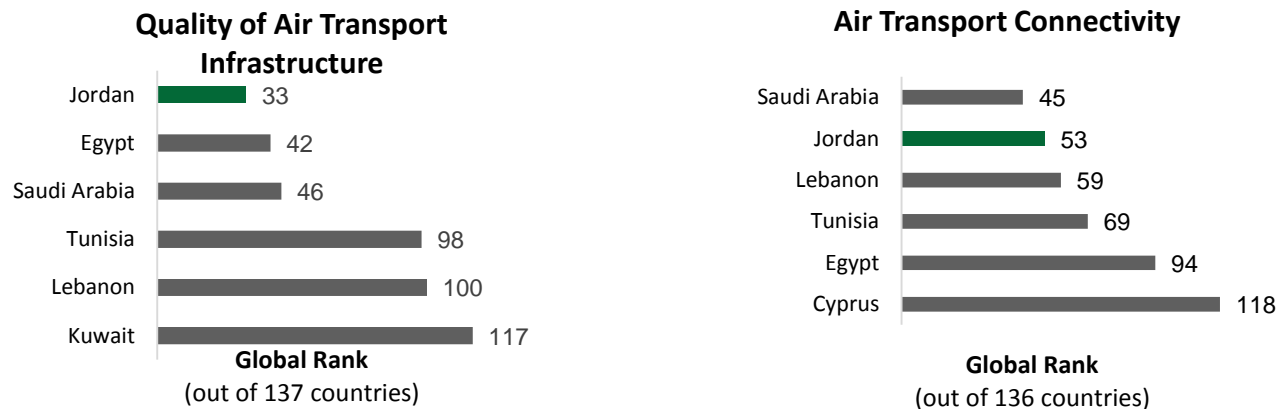 Quality of Air Transport
Infrastructure
Jordan 33
Egypt 42
Saudi Arabia 46
Tunisia 98
Lebanon 100
Kuwait 117
Global Rank
(out of 137 countries)
Air Transport Connectivity
Saudi Arabia 45
Jordan 53
Lebanon 59
Tunisia 69
Egypt 94
Cyprus 118
Global Rank
(out of 136 countries)